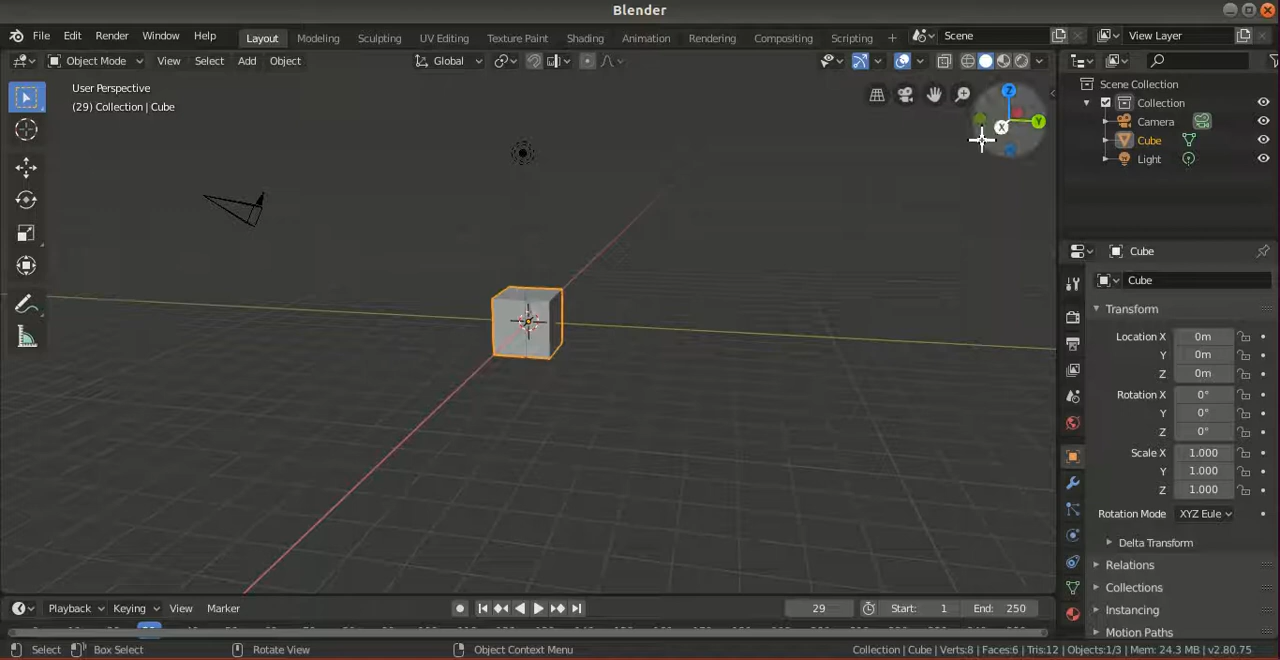 Blender
File Edit Render Window Help Layout Modeling Sculpting UV Editing Texture Paint Shading Animation Rendering Compositing Scripting + Scene View Layer
Object Mode View Select Add Object Global
User Perspective
(29) Collection | Cube
Z
Y
X
Scene Collection
Collection
Camera
Cube
Light
Cube
Cube
Transform
Location X 0m
Y 0m
Z 0m
Rotation X 0°
Y 0°
Z 0°
Scale X 1.000
Y 1.000
Z 1.000
Rotation Mode XYZ Eule
Delta Transform
Relations
Collections
Instancing
Motion Paths
Playback Keying View Marker 29 Start: 1 End: 250
Select Box Select Rotate View Object Context Menu Collection | Cube | Verts:8 | Faces:6 | Tris:12 | Objects:1/3 | Mem: 24.3 MB | v2.80.75